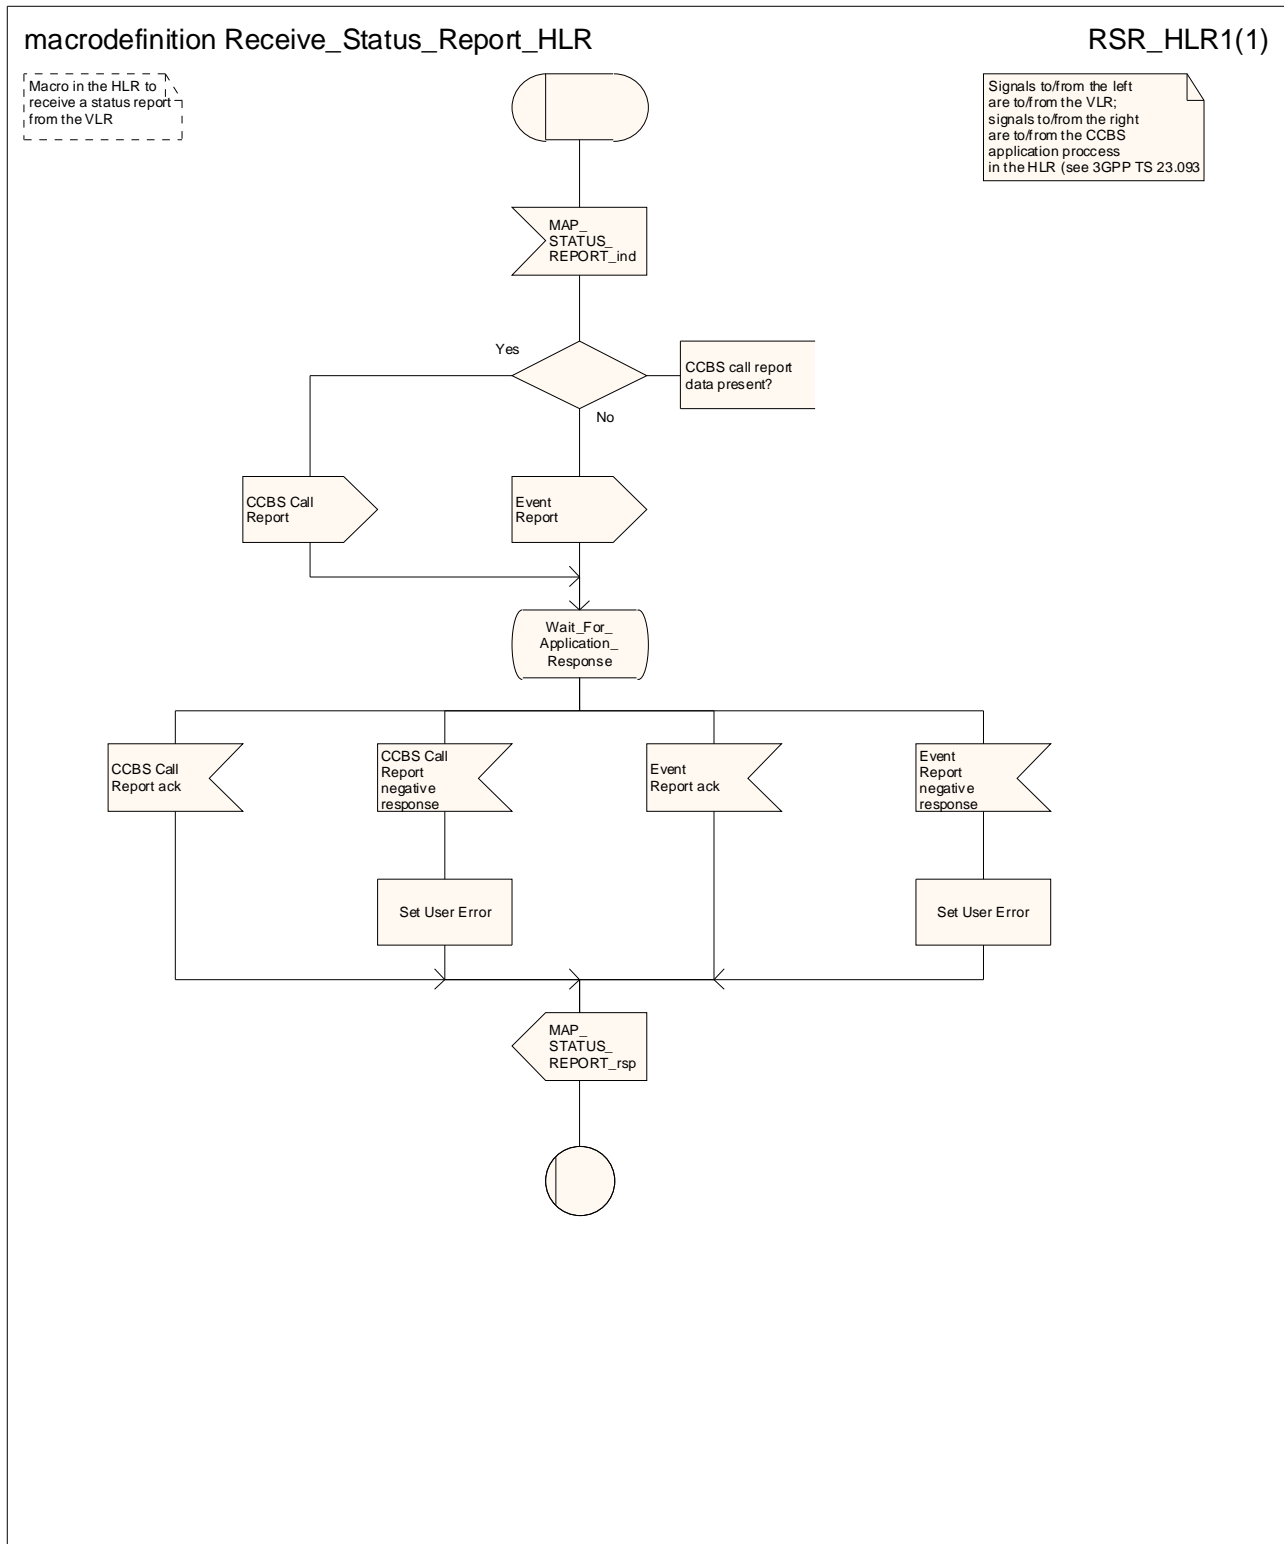 macrodefinition Receive_Status_Report_HLR
RSR_HLR1(1)
Macro in the HLR to
receive a status report
from the VLR
Signals to/from the left
are to/from the VLR;
signals to/from the right
are to/from the CCBS
application proccess
in the HLR (see 3GPP TS 23.093
MAP_
STATUS_
REPORT_ind
Yes
CCBS call report
data present?
No
CCBS Call
Report
Event
Report
Wait_For_
Application_
Response
CCBS Call
Report ack
CCBS Call
Report
negative
response
Event
Report ack
Event
Report
negative
response
Set User Error
Set User Error
MAP_
STATUS_
REPORT_rsp